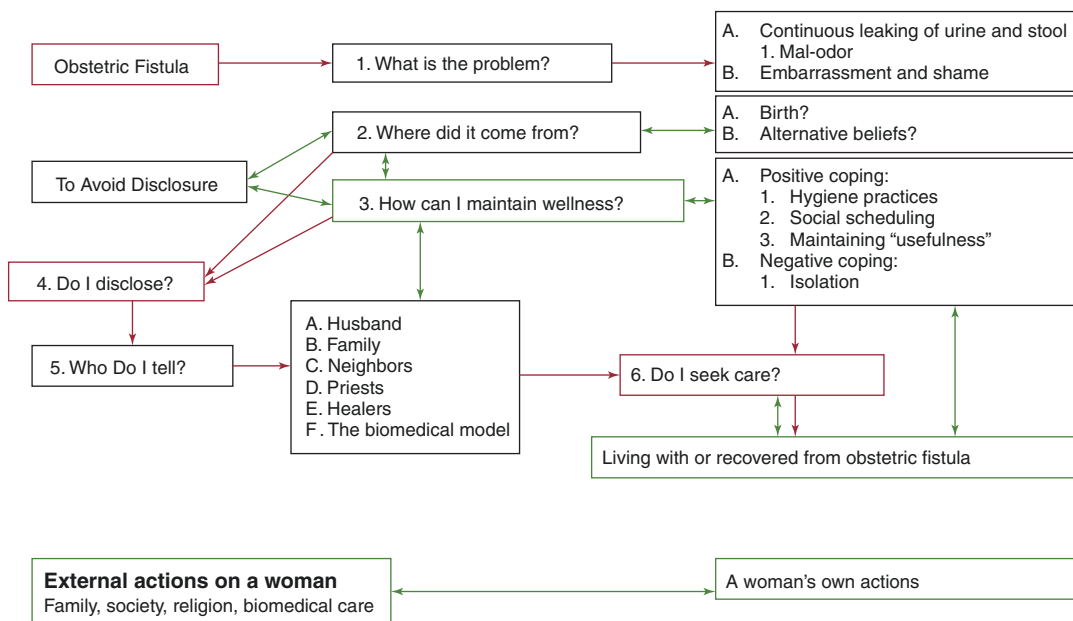 Obstetric Fistula
1. What is the problem?
A. Continuous leaking of urine and stool
1. Mal-odor
B. Embarrassment and shame
2. Where did it come from?
A. Birth?
B. Alternative beliefs?
To Avoid Disclosure
3. How can I maintain wellness?
A. Positive coping:
1. Hygiene practices
2. Social scheduling
3. Maintaining “usefulness”
B. Negative coping:
1. Isolation
4. Do I disclose?
5. Who Do I tell?
A. Husband
B. Family
C. Neighbors
D. Priests
E. Healers
F. The biomedical model
6. Do I seek care?
Living with or recovered from obstetric fistula
External actions on a woman
Family, society, religion, biomedical care
A woman’s own actions